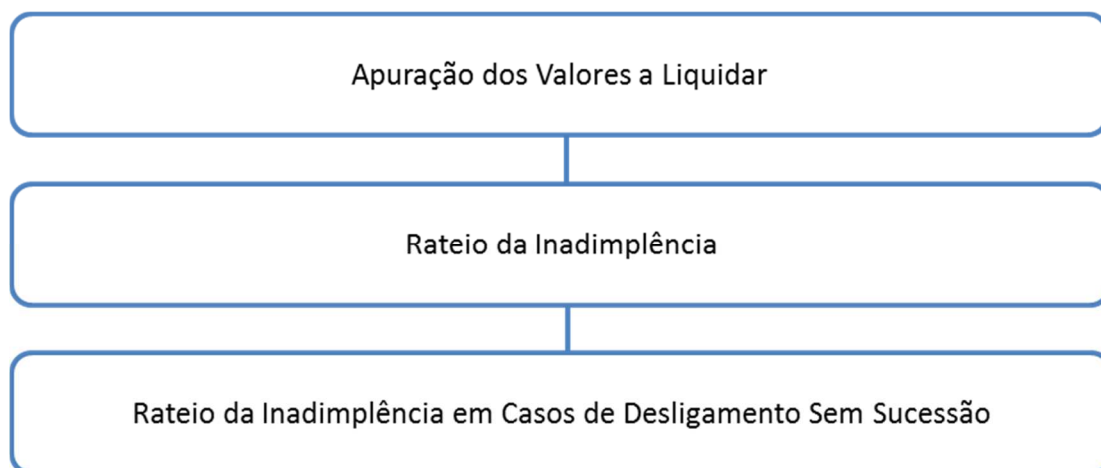 Apuração dos Valores a Liquidar
Rateio da Inadimplência
Rateio da Inadimplência em Casos de Desligamento Sem Sucessão